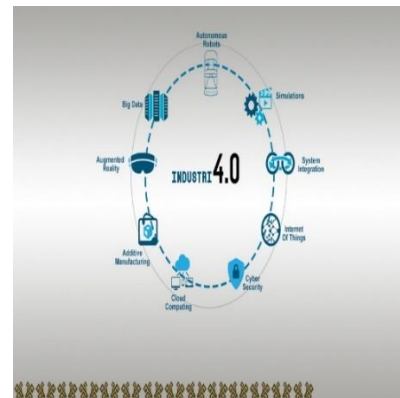 Autonomous
Robots
Simulations
System
Integration
Internet
Of Things
Cyber
Security
Cloud
Computing
Additive
Manufacturing
Augmented
Reality
Big Data
INDUSTRI 4.0